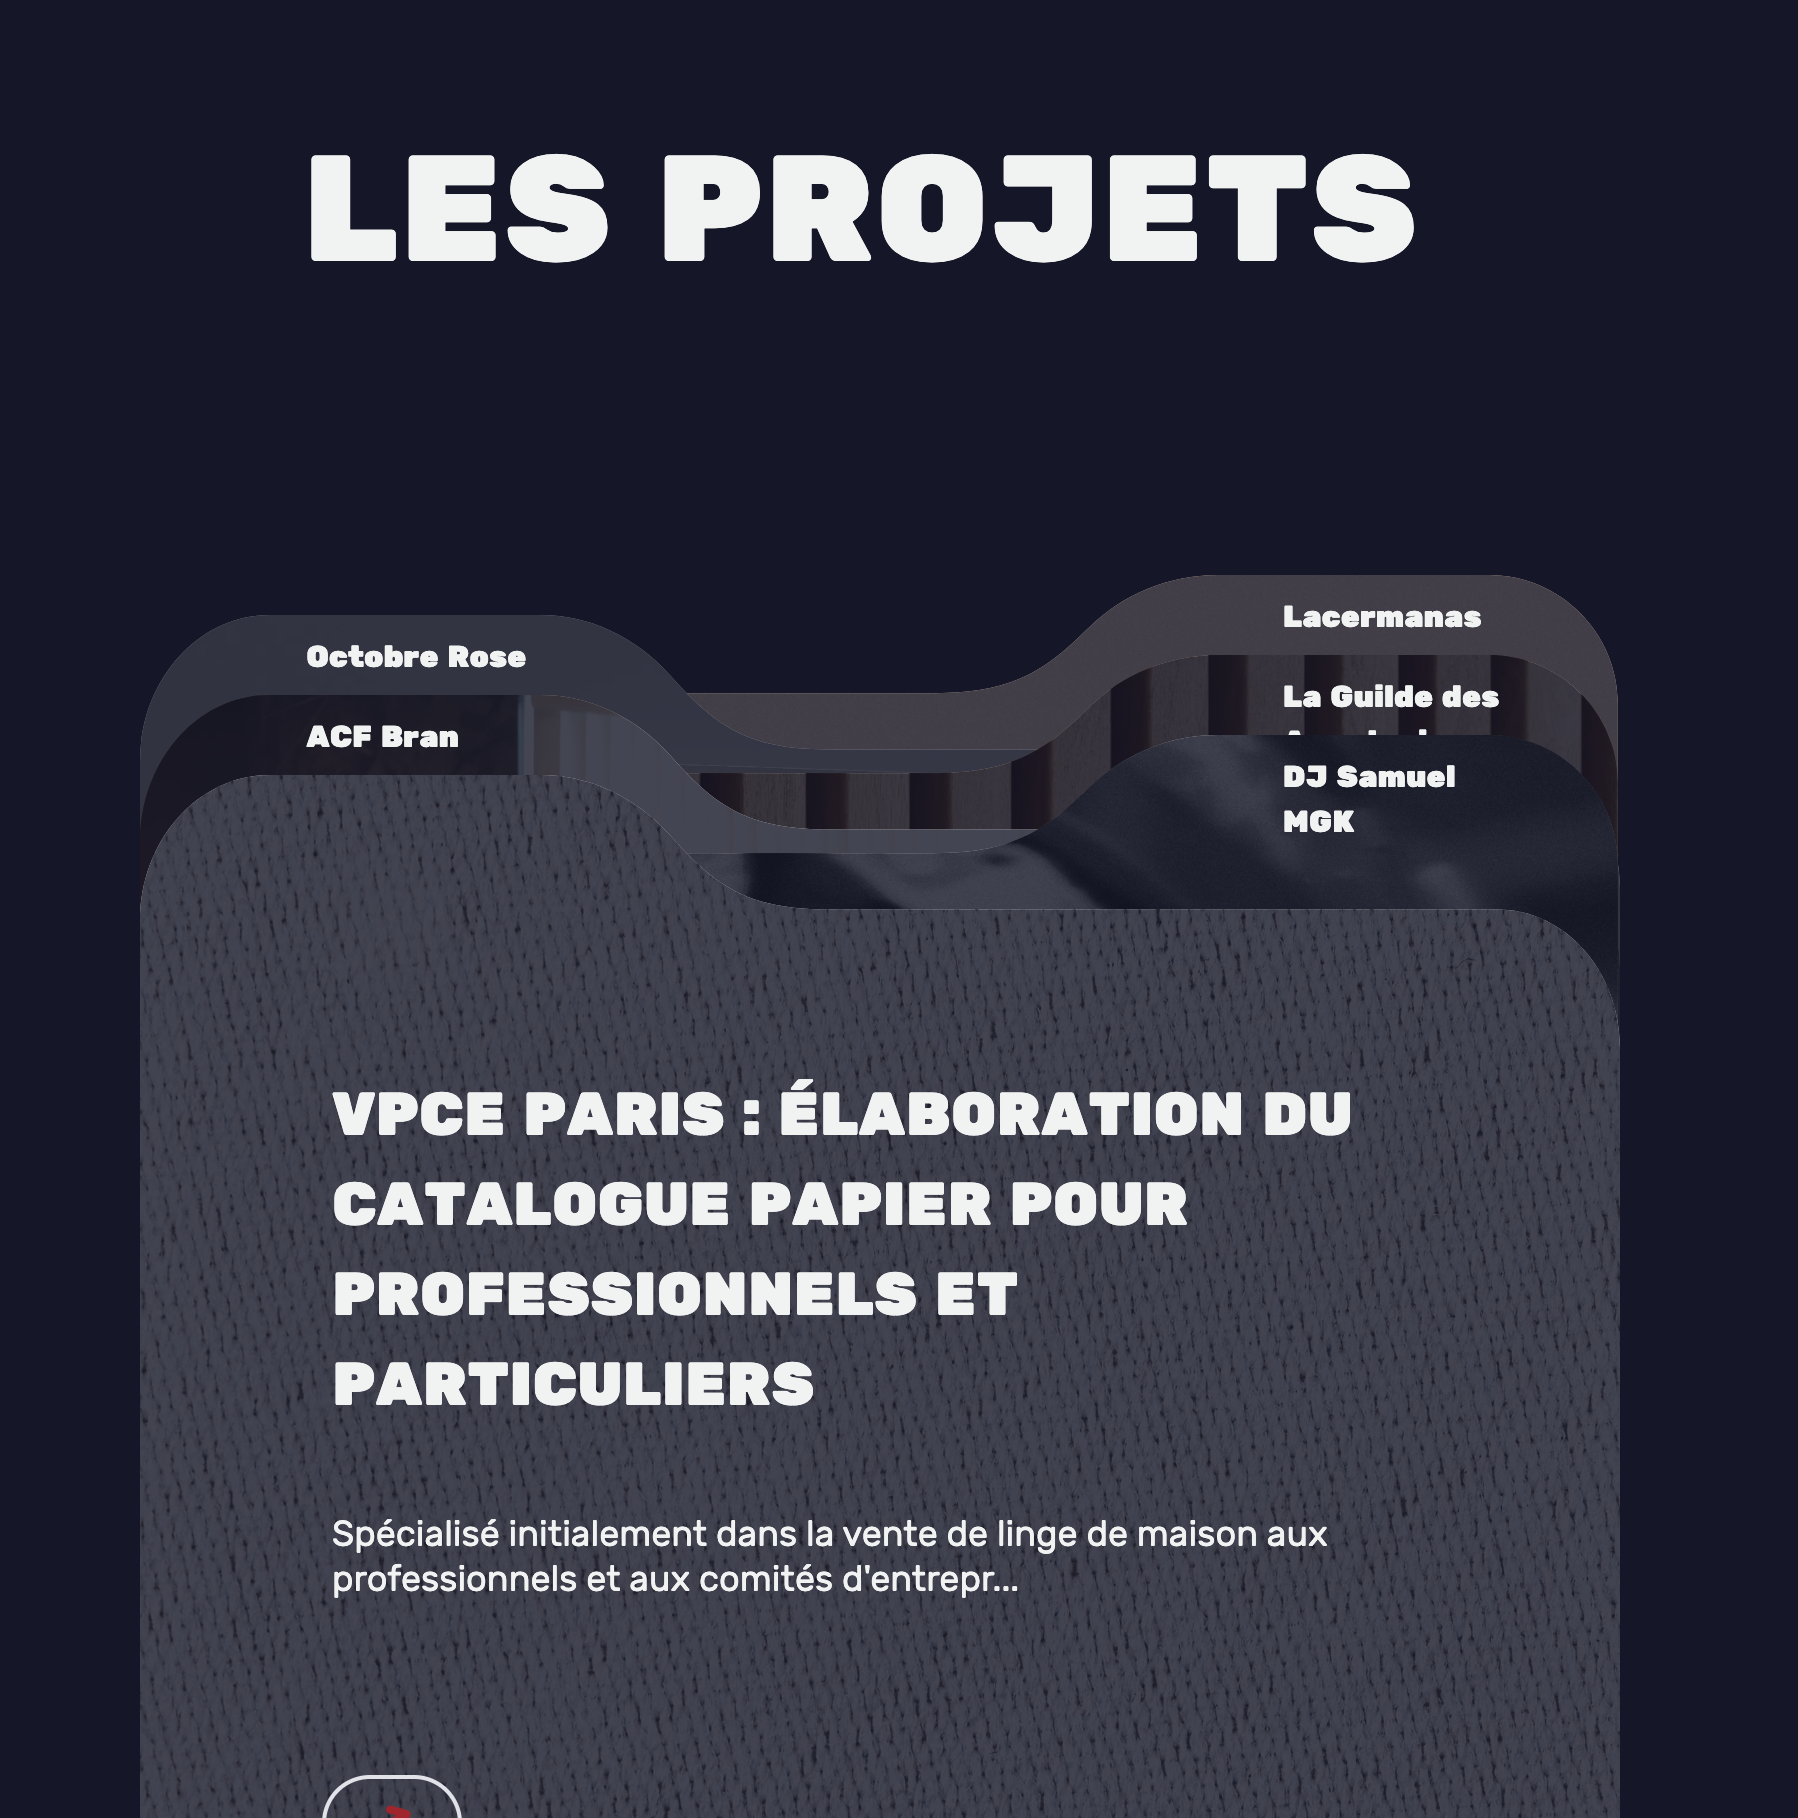 LES PROJETS
Lacermanas
Octobre Rose
La Guilde des
ACF Bran
DJ Samuel
MGK
VPCE PARIS : ÉLABORATION DU
CATALOGUE PAPIER POUR
PROFESSIONNELS ET
PARTICULIERS
Spécialisé initialement dans la vente de linge de maison aux
professionnels et aux comités d'entrepr...